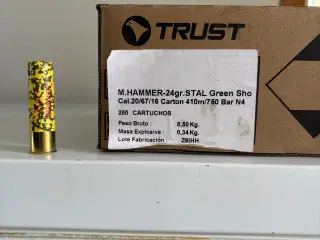 TRUST
M.HAMMER-24gr.STAL Green Sho
Cal.20/67/16 Carton 410m/750 Bar N4
250 CARTUCHOS
Peso Bruto : 8,50 Kg.
Masa Explosiva : 0,34 Kg.
Lote Fabricación :